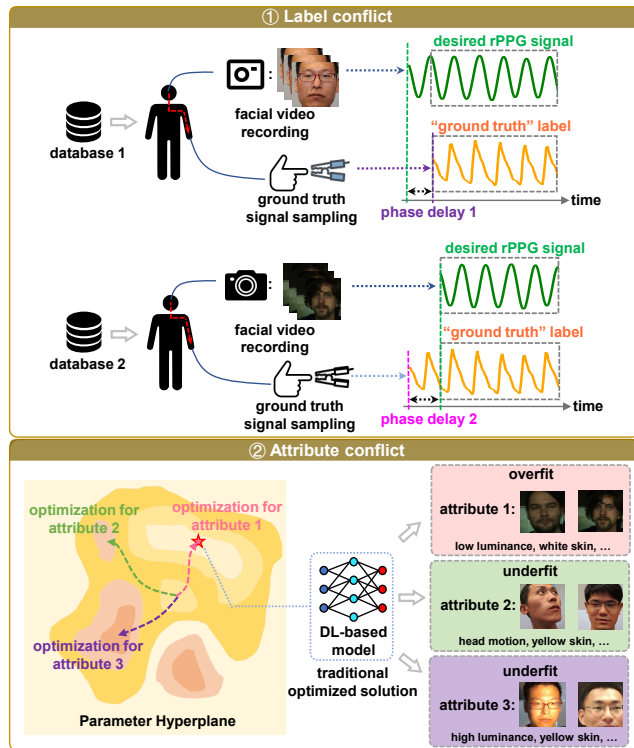 ① Label conflict
desired rPPG signal
facial video
recording
database 1
"ground truth" label
ground truth
signal sampling
time
phase delay 1
desired rPPG signal
facial video
recording
database 2
"ground truth" label
ground truth
signal sampling
time
phase delay 2
② Attribute conflict
optimization for
attribute 2
optimization for
attribute 1
optimization for
attribute 3
Parameter Hyperplane
DL-based
model
traditional
optimized solution
overfit
attribute 1:
low luminance, white skin, …
underfit
attribute 2:
head motion, yellow skin, …
underfit
attribute 3:
high luminance, yellow skin, …